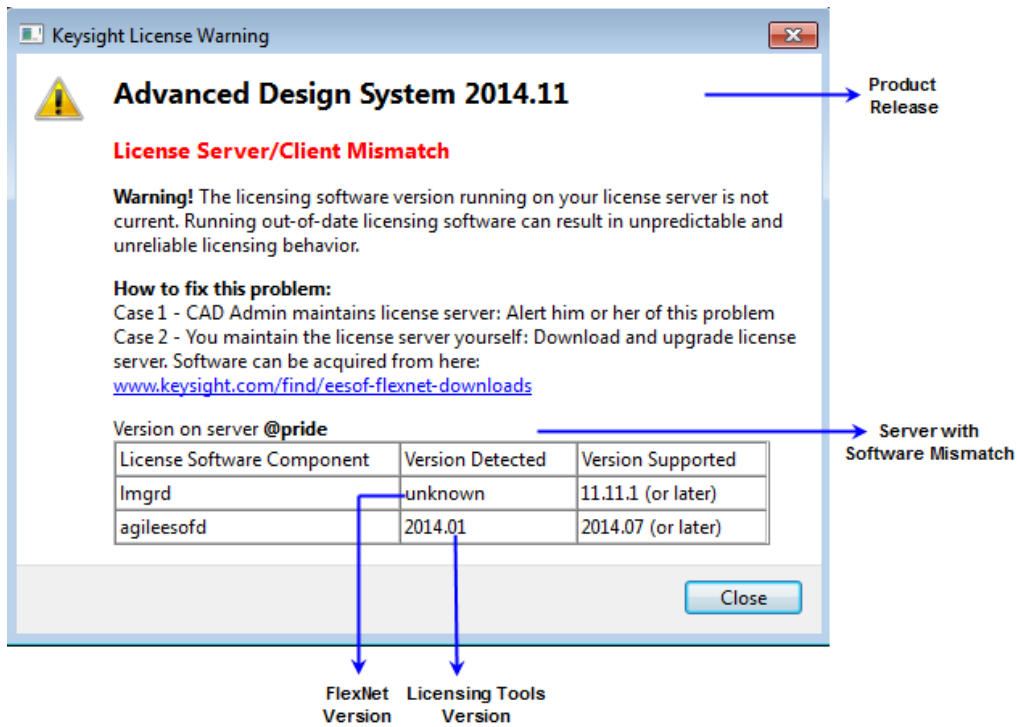 Keysight License Warning
Advanced Design System 2014.11
Product
Release
License Server/Client Mismatch
Warning! The licensing software version running on your license server is not
current. Running out-of-date licensing software can result in unpredictable and
unreliable licensing behavior.
How to fix this problem:
Case 1 - CAD Admin maintains license server: Alert him or her of this problem
Case 2 - You maintain the license server yourself: Download and upgrade license
server. Software can be acquired from here:
www.keysight.com/find/eesof-flexnet-downloads
Version on server @pride
Server with
Software Mismatch
License Software Component Version Detected Version Supported
lmgrd unknown 11.11.1 (or later)
agileesofd 2014.01 2014.07 (or later)
Close
FlexNet
Version
Licensing Tools
Version